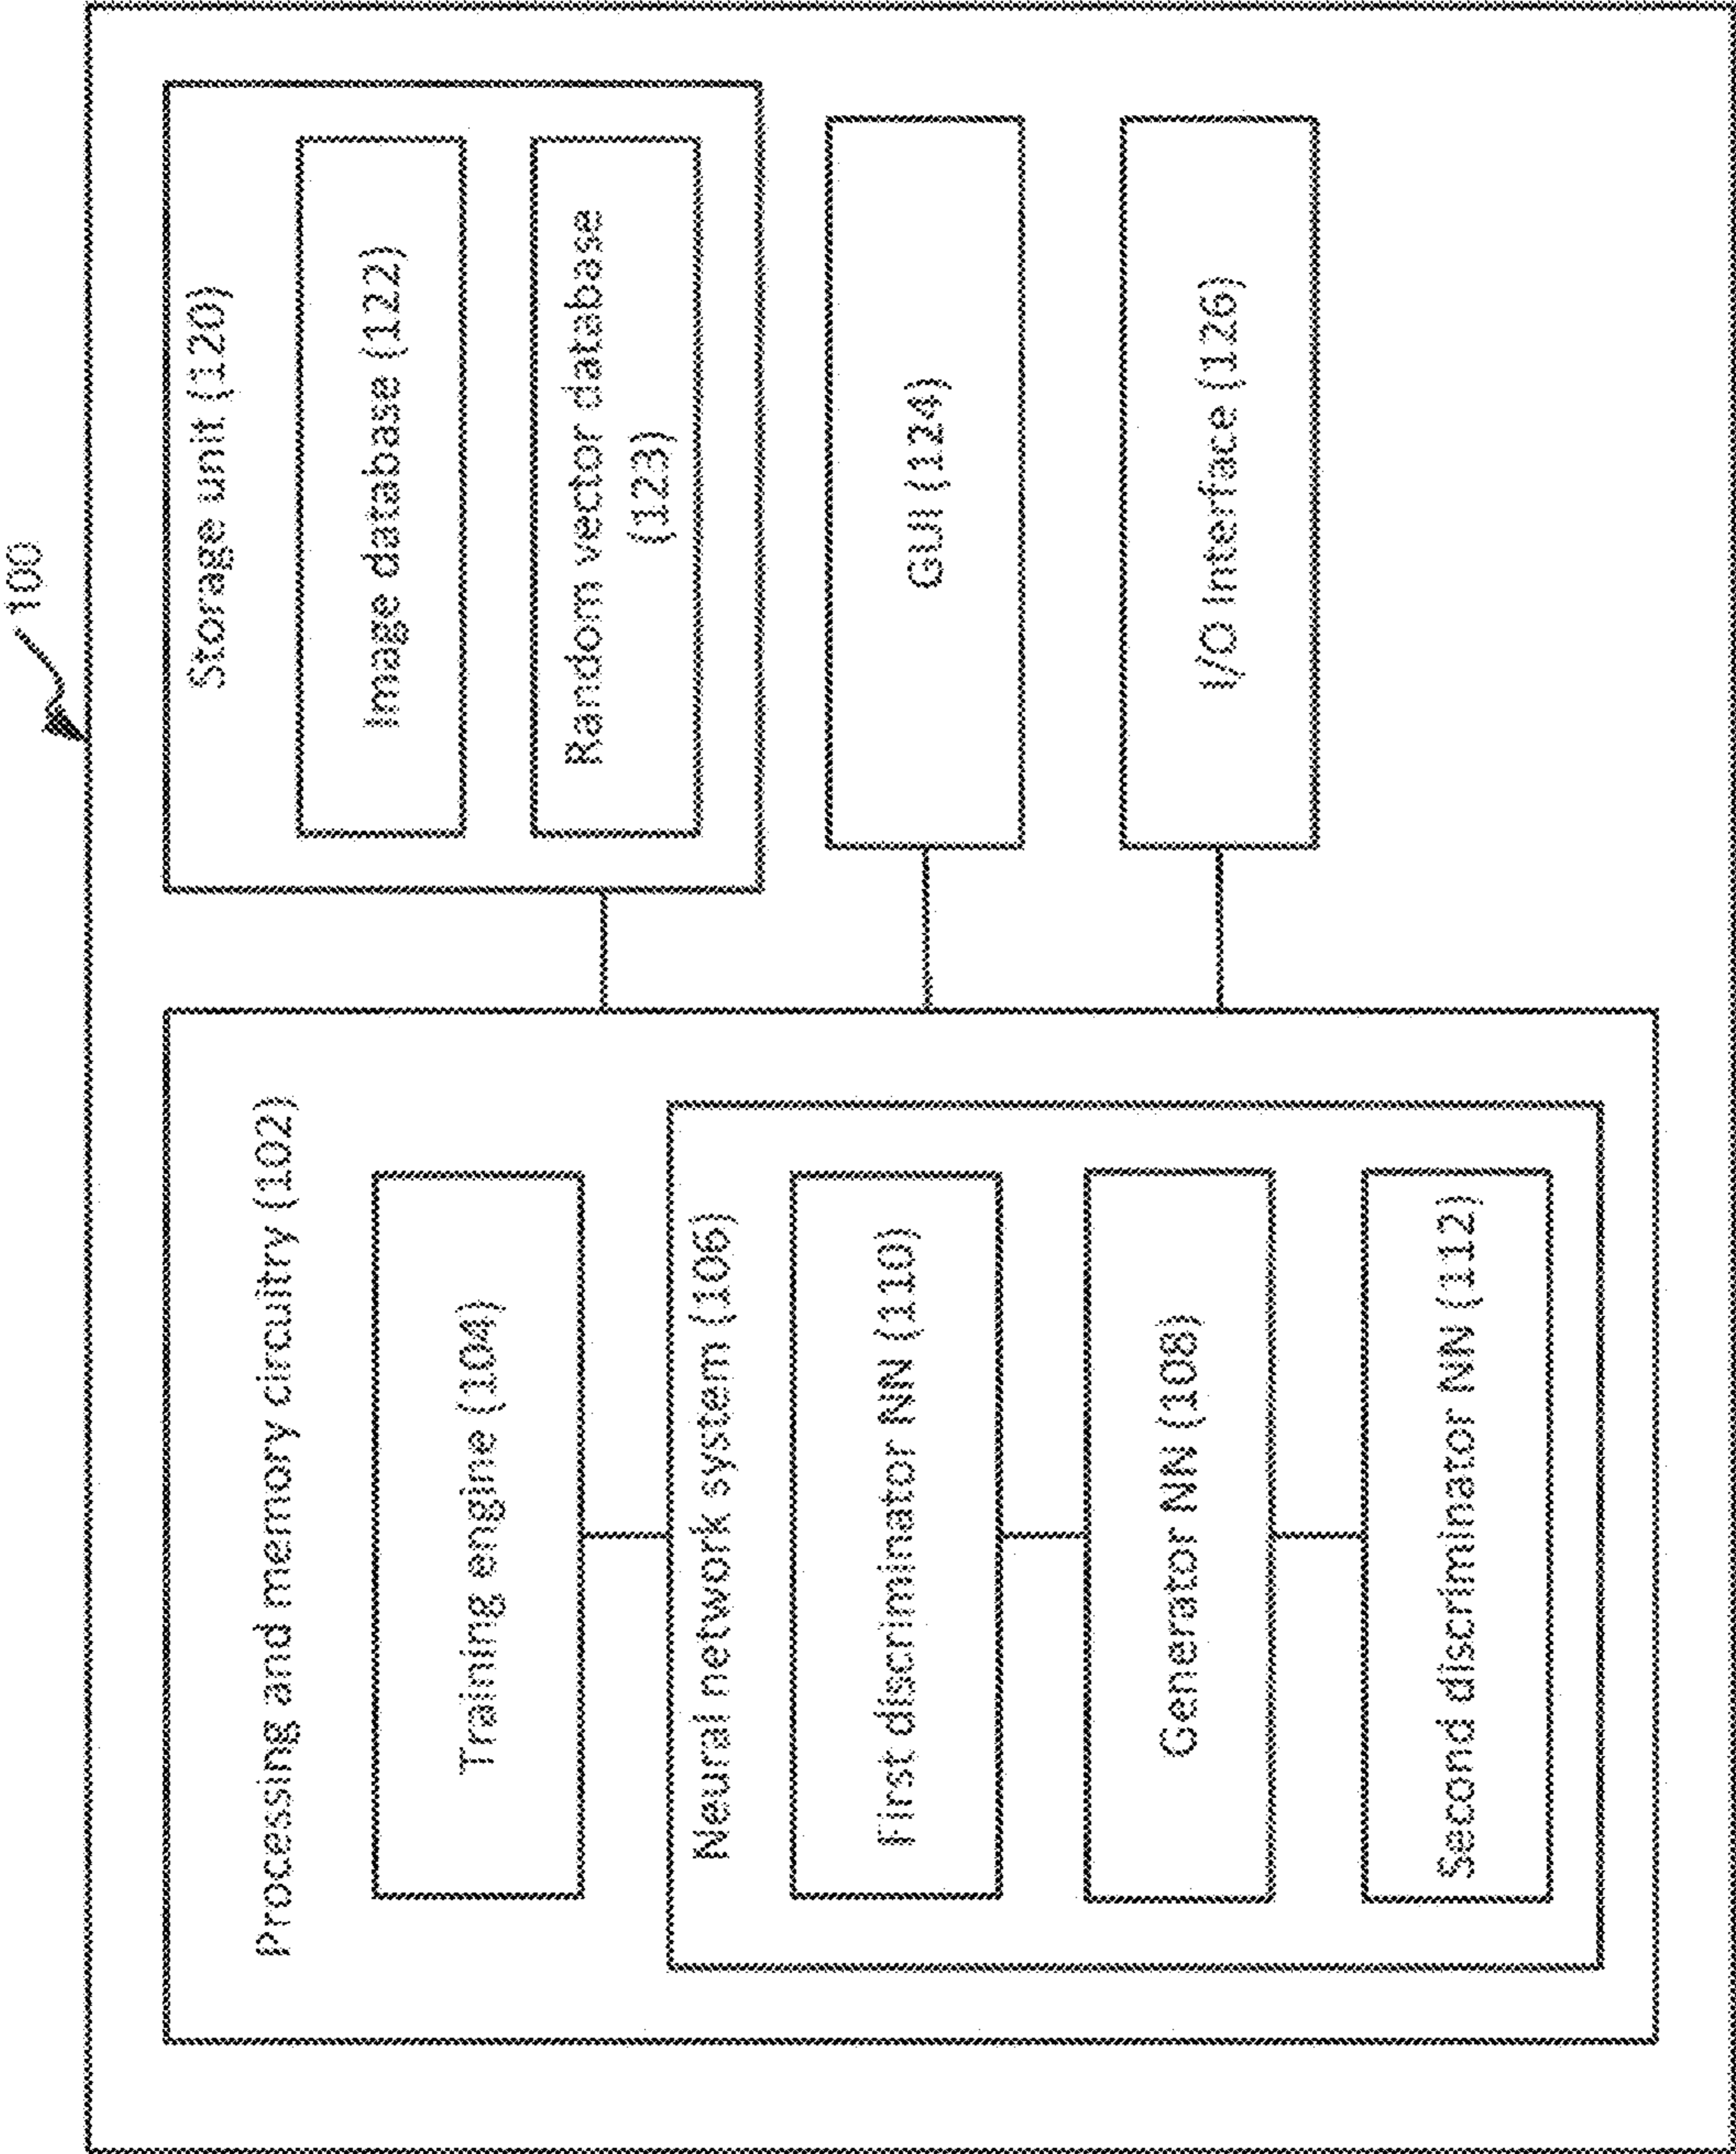 100
Processing and memory circuitry (102)
Training engine (104)
Neural network system (106)
First discriminator NN (110)
Generator NN (108)
Second discriminator NN (112)
Storage unit (120)
Image database (122)
Random vector database
(123)
GUI (124)
I/O Interface (126)